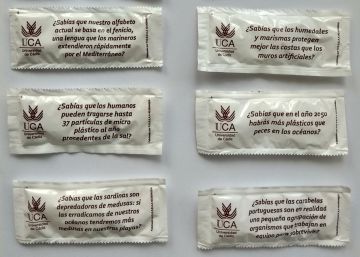 ¿Sabías que nuestro alfabeto
actual se basa en el fenicio,
una lengua que los marineros
extendieron rápidamente
por el Mediterráneo?
UCA
Universidad
de Cádiz
¿Sabías que los humedales
y marismas protegen
mejor las costas que los
muros artificiales?
UCA
Universidad
de Cádiz
¿Sabías que los humanos
pueden tragarse hasta
37 partículas de micro
plástico al año
procedentes de la sal?
UCA
Universidad
de Cádiz
¿Sabías que en el año 2050
habrás más plásticos que
peces en los océanos?
UCA
Universidad
de Cádiz
¿Sabías que las sardinas son
depredadoras de medusas: si
las erradicamos de nuestros
océanos tendremos más
medusas en nuestras playas?
UCA
Universidad
de Cádiz
¿Sabías que las carabelas
portuguesas son en realidad
una pequeña agrupación de
organismos que trabajan en
equipo para sobrevivir?
UCA
Universidad
de Cádiz